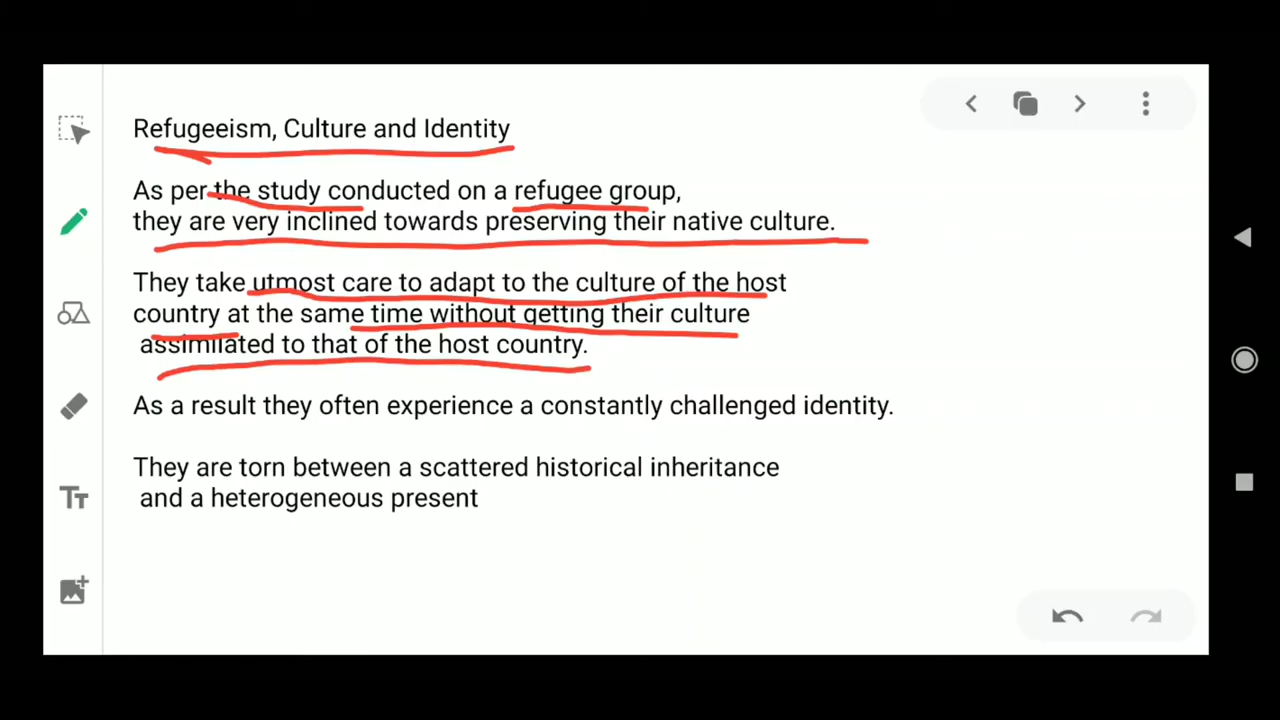 Refugeeism, Culture and Identity
As per the study conducted on a refugee group,
they are very inclined towards preserving their native culture.
They take utmost care to adapt to the culture of the host
country at the same time without getting their culture
assimilated to that of the host country.
As a result they often experience a constantly challenged identity.
They are torn between a scattered historical inheritance
and a heterogeneous present
TT